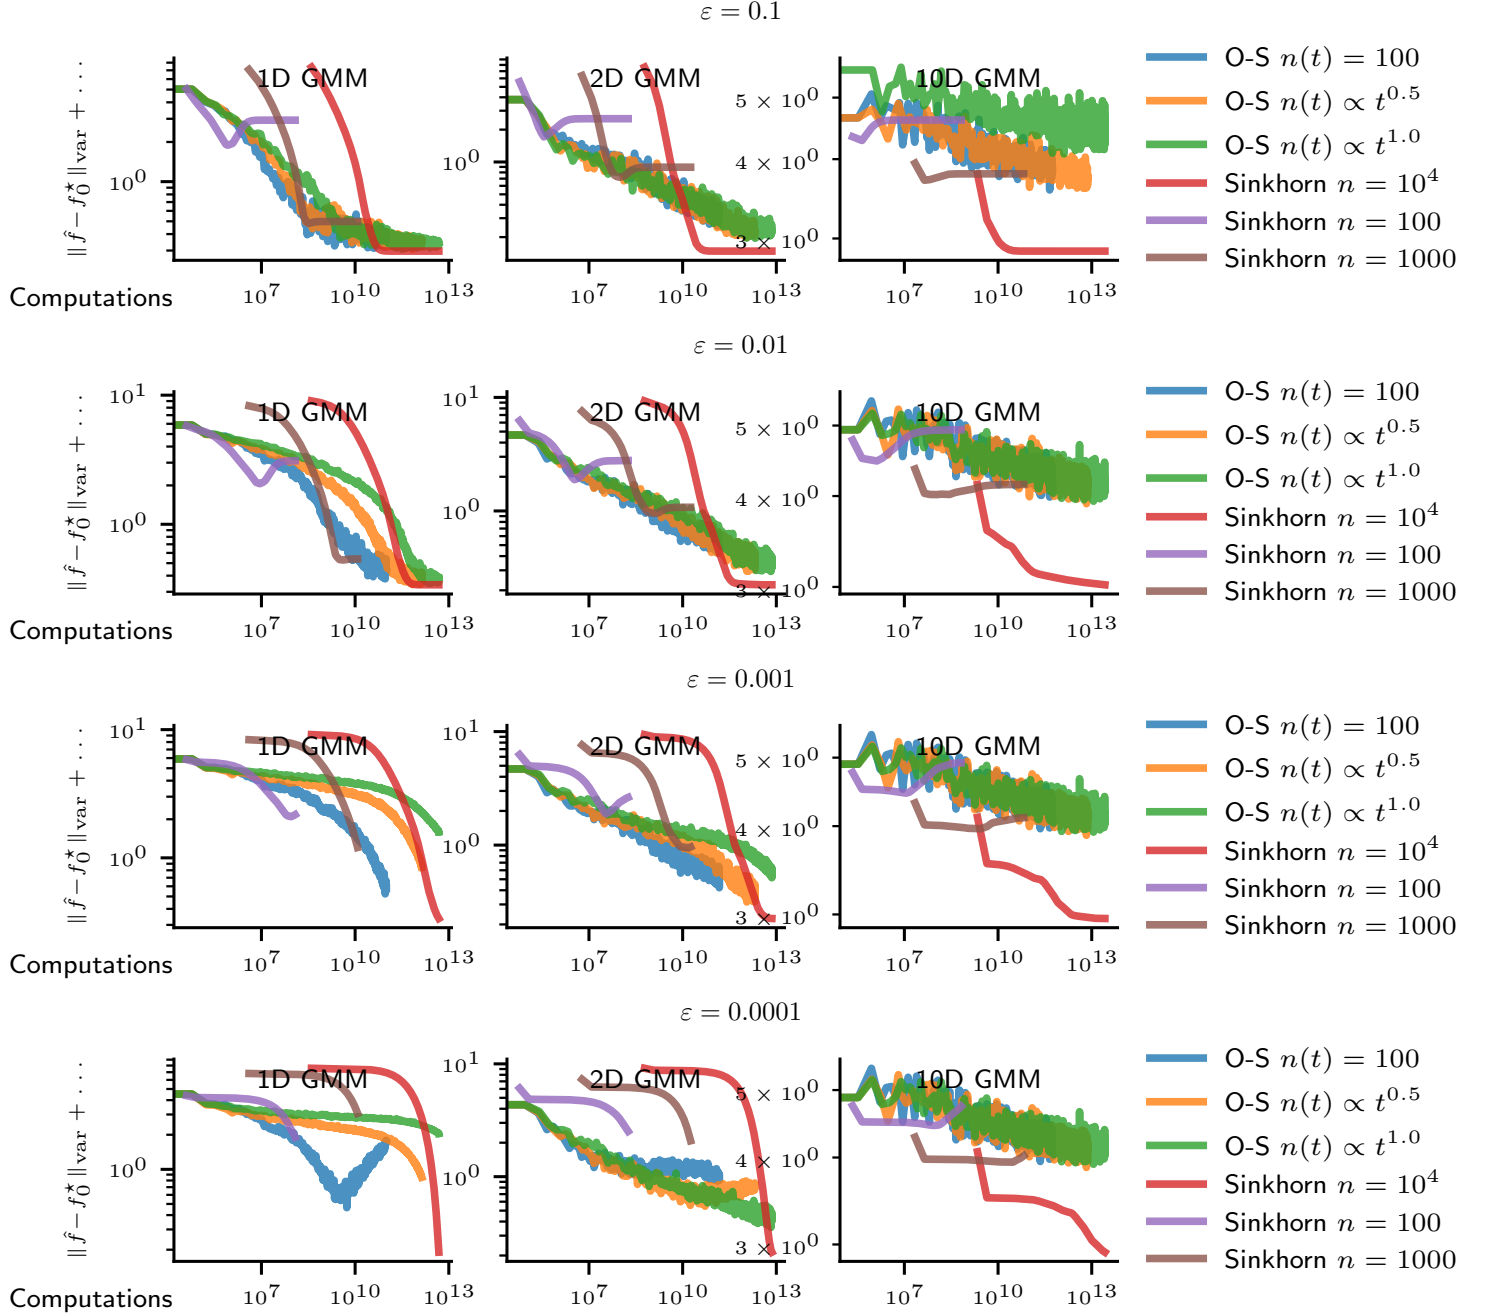 ε = 0.1
‖f̂ − f₀⋆‖var + · · ·
10⁰
1D GMM
10⁰
2D GMM
5 × 10⁰
4 × 10⁰
3 × 10⁰
10D GMM
O-S n(t) = 100
O-S n(t) ∝ t^0.5
O-S n(t) ∝ t^1.0
Sinkhorn n = 10⁴
Sinkhorn n = 100
Sinkhorn n = 1000
Computations 10⁷ 10¹⁰ 10¹³ 10⁷ 10¹⁰ 10¹³ 10⁷ 10¹⁰ 10¹³
ε = 0.01
‖f̂ − f₀⋆‖var + · · ·
10¹
10⁰
1D GMM
10¹
10⁰
2D GMM
5 × 10⁰
4 × 10⁰
3 × 10⁰
10D GMM
O-S n(t) = 100
O-S n(t) ∝ t^0.5
O-S n(t) ∝ t^1.0
Sinkhorn n = 10⁴
Sinkhorn n = 100
Sinkhorn n = 1000
Computations 10⁷ 10¹⁰ 10¹³ 10⁷ 10¹⁰ 10¹³ 10⁷ 10¹⁰ 10¹³
ε = 0.001
‖f̂ − f₀⋆‖var + · · ·
10¹
10⁰
1D GMM
10¹
10⁰
2D GMM
5 × 10⁰
4 × 10⁰
3 × 10⁰
10D GMM
O-S n(t) = 100
O-S n(t) ∝ t^0.5
O-S n(t) ∝ t^1.0
Sinkhorn n = 10⁴
Sinkhorn n = 100
Sinkhorn n = 1000
Computations 10⁷ 10¹⁰ 10¹³ 10⁷ 10¹⁰ 10¹³ 10⁷ 10¹⁰ 10¹³
ε = 0.0001
‖f̂ − f₀⋆‖var + · · ·
10⁰
1D GMM
10¹
10⁰
2D GMM
5 × 10⁰
4 × 10⁰
3 × 10⁰
10D GMM
O-S n(t) = 100
O-S n(t) ∝ t^0.5
O-S n(t) ∝ t^1.0
Sinkhorn n = 10⁴
Sinkhorn n = 100
Sinkhorn n = 1000
Computations 10⁷ 10¹⁰ 10¹³ 10⁷ 10¹⁰ 10¹³ 10⁷ 10¹⁰ 10¹³